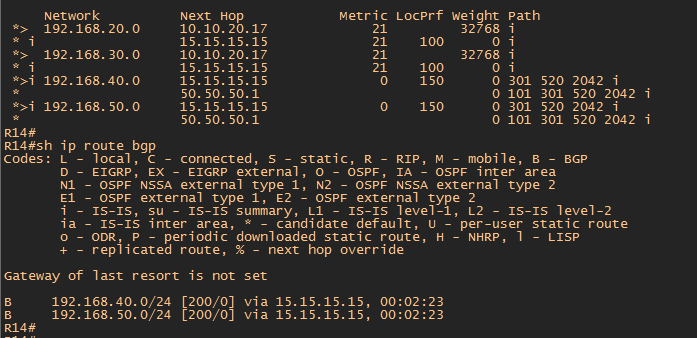 Network          Next Hop            Metric LocPrf Weight Path
 *>  192.168.20.0     10.10.20.17             21         32768 i
 * i                  15.15.15.15             21    100      0 i
 *>  192.168.30.0     10.10.20.17             21         32768 i
 * i                  15.15.15.15             21    100      0 i
 *>i 192.168.40.0     15.15.15.15              0    150      0 301 520 2042 i
 *                    50.50.50.1                             0 101 301 520 2042 i
 *>i 192.168.50.0     15.15.15.15              0    150      0 301 520 2042 i
 *                    50.50.50.1                             0 101 301 520 2042 i
R14#
R14#sh ip route bgp
Codes: L - local, C - connected, S - static, R - RIP, M - mobile, B - BGP
       D - EIGRP, EX - EIGRP external, O - OSPF, IA - OSPF inter area
       N1 - OSPF NSSA external type 1, N2 - OSPF NSSA external type 2
       E1 - OSPF external type 1, E2 - OSPF external type 2
       i - IS-IS, su - IS-IS summary, L1 - IS-IS level-1, L2 - IS-IS level-2
       ia - IS-IS inter area, * - candidate default, U - per-user static route
       o - ODR, P - periodic downloaded static route, H - NHRP, l - LISP
       + - replicated route, % - next hop override
Gateway of last resort is not set
B     192.168.40.0/24 [200/0] via 15.15.15.15, 00:02:23
B     192.168.50.0/24 [200/0] via 15.15.15.15, 00:02:23
R14#